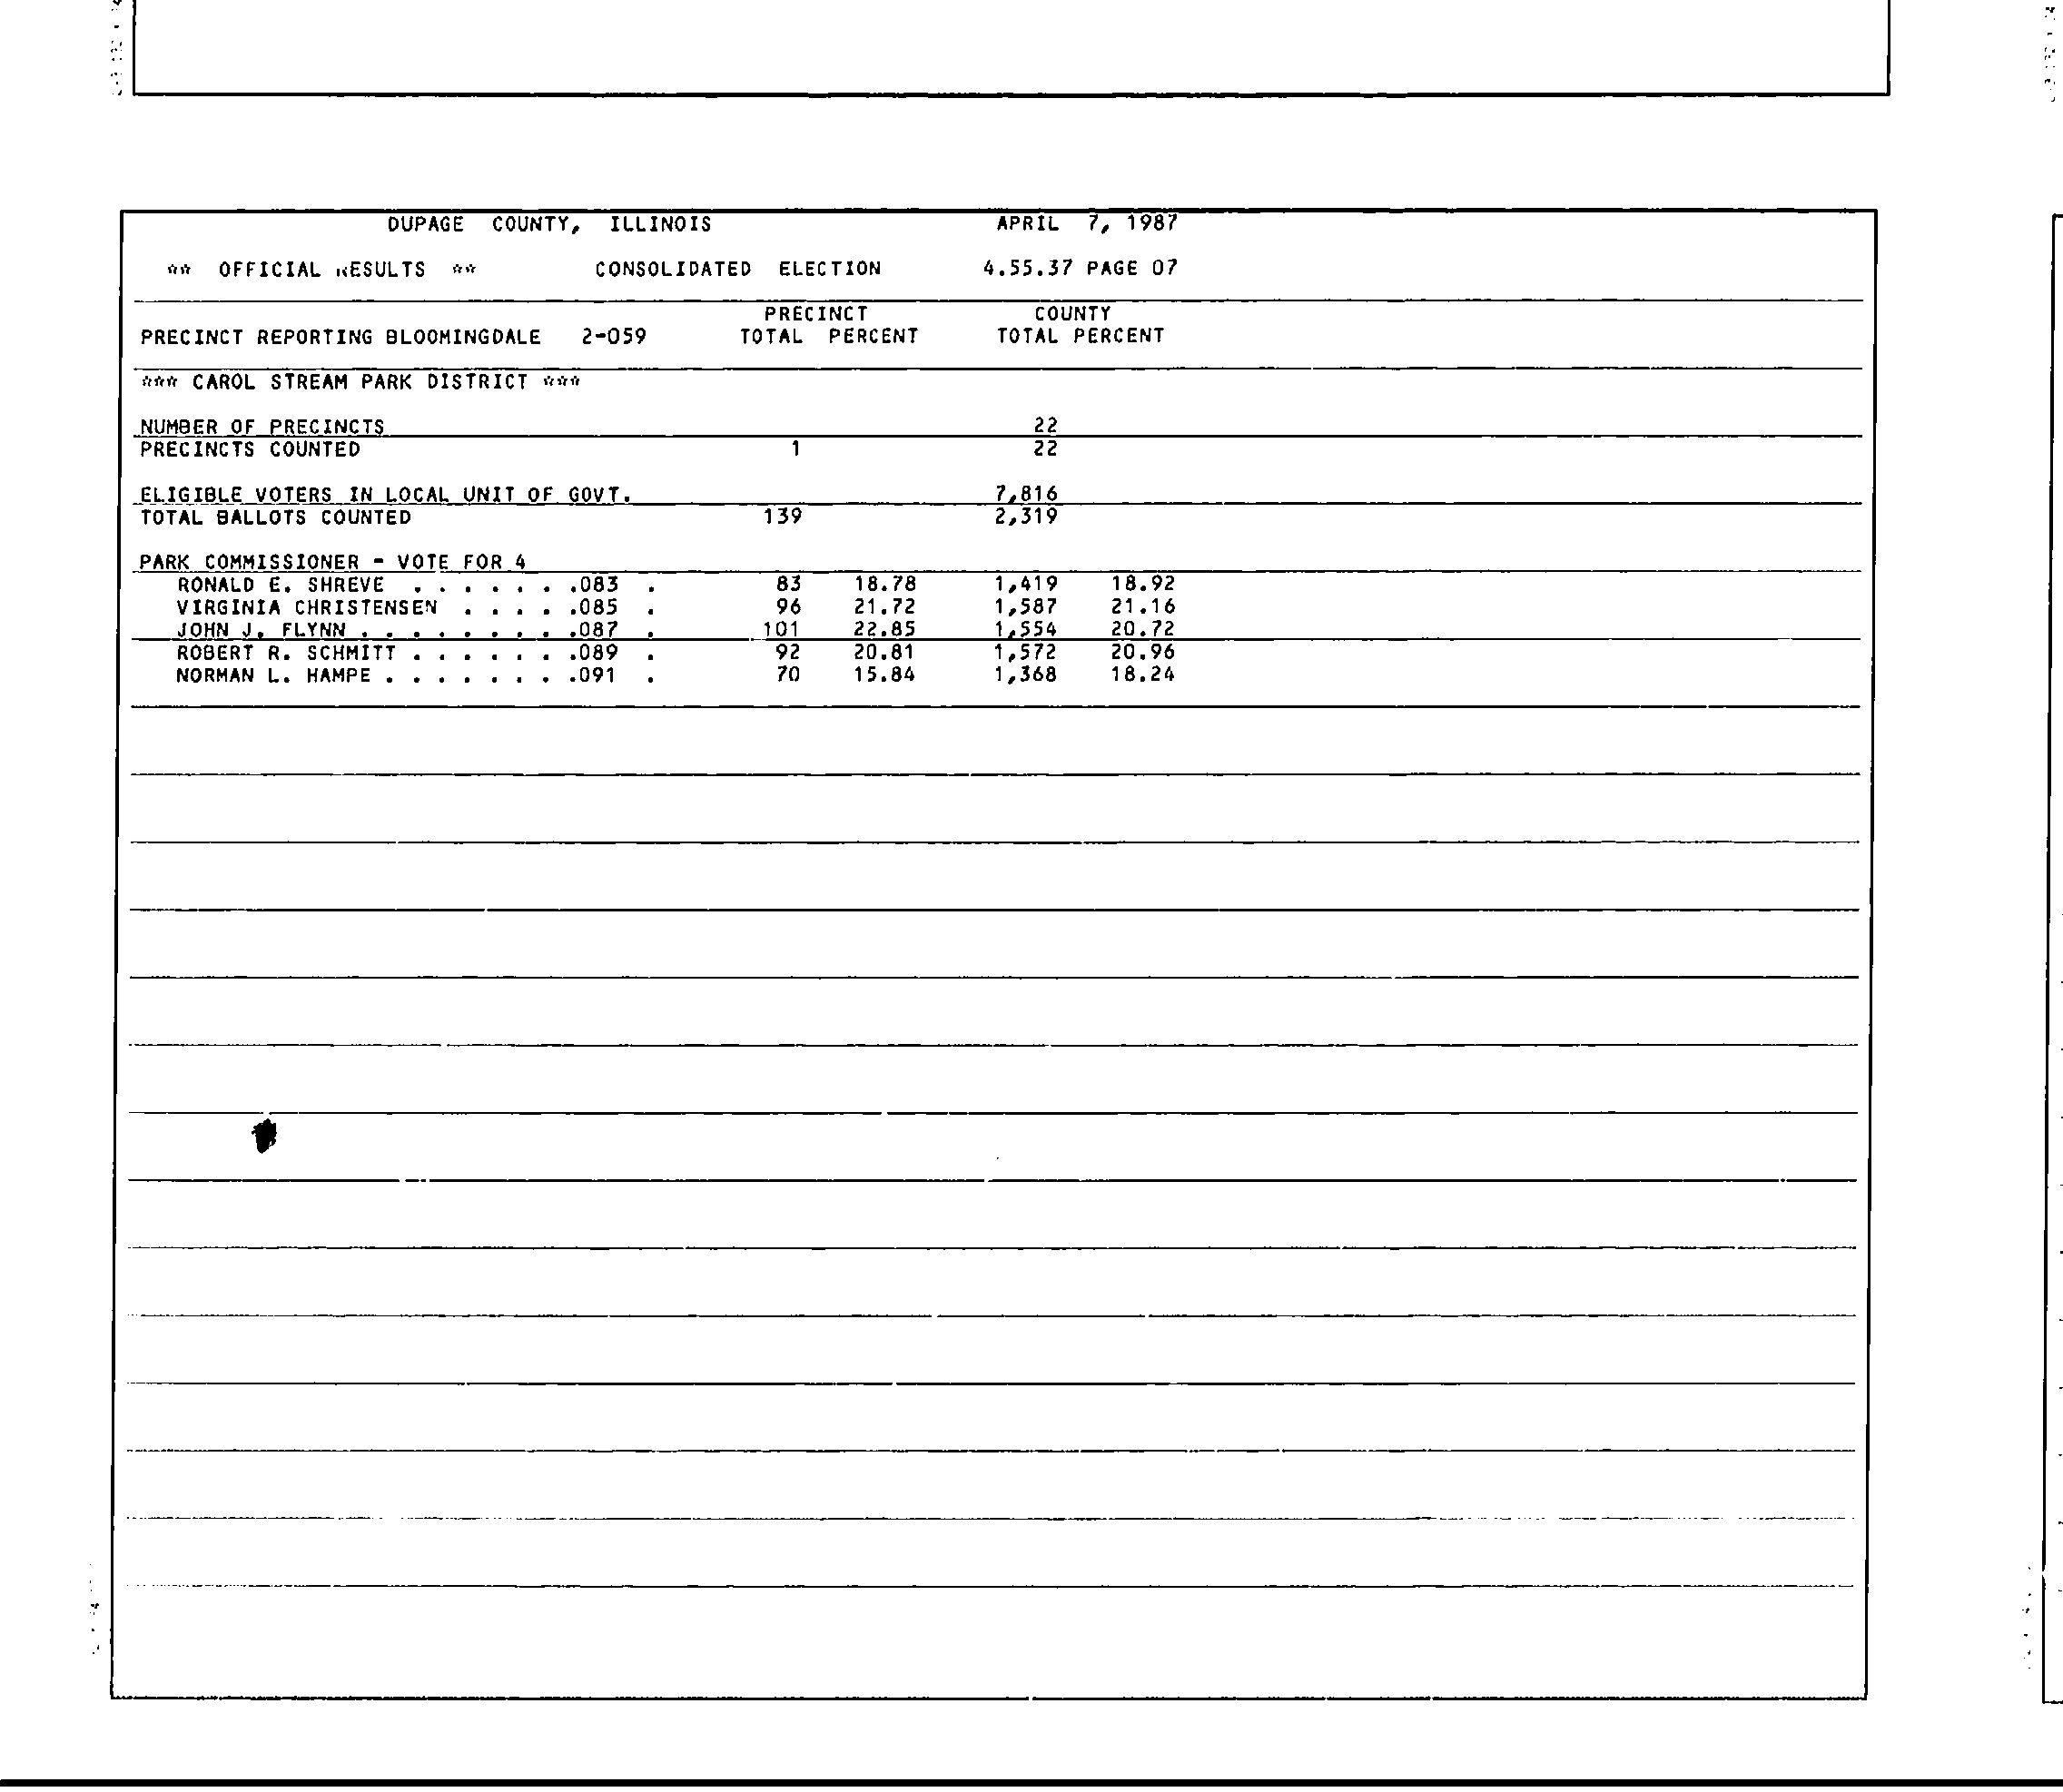 DUPAGE COUNTY, ILLINOIS APRIL 7, 1987
** OFFICIAL RESULTS ** CONSOLIDATED ELECTION 4.55.37 PAGE 07
PRECINCT COUNTY
PRECINCT REPORTING BLOOMINGDALE 2-059 TOTAL PERCENT TOTAL PERCENT
*** CAROL STREAM PARK DISTRICT ***
NUMBER OF PRECINCTS 22
PRECINCTS COUNTED 1 22
ELIGIBLE VOTERS IN LOCAL UNIT OF GOVT. 7,816
TOTAL BALLOTS COUNTED 139 2,319
PARK COMMISSIONER - VOTE FOR 4
RONALD E. SHREVE . . . . . . .083 . 83 18.78 1,419 18.92
VIRGINIA CHRISTENSEN . . . . .085 . 96 21.72 1,587 21.16
JOHN J. FLYNN . . . . . . . . .087 . 101 22.85 1,554 20.72
ROBERT R. SCHMITT . . . . . . .089 . 92 20.81 1,572 20.96
NORMAN L. HAMPE . . . . . . . .091 . 70 15.84 1,368 18.24